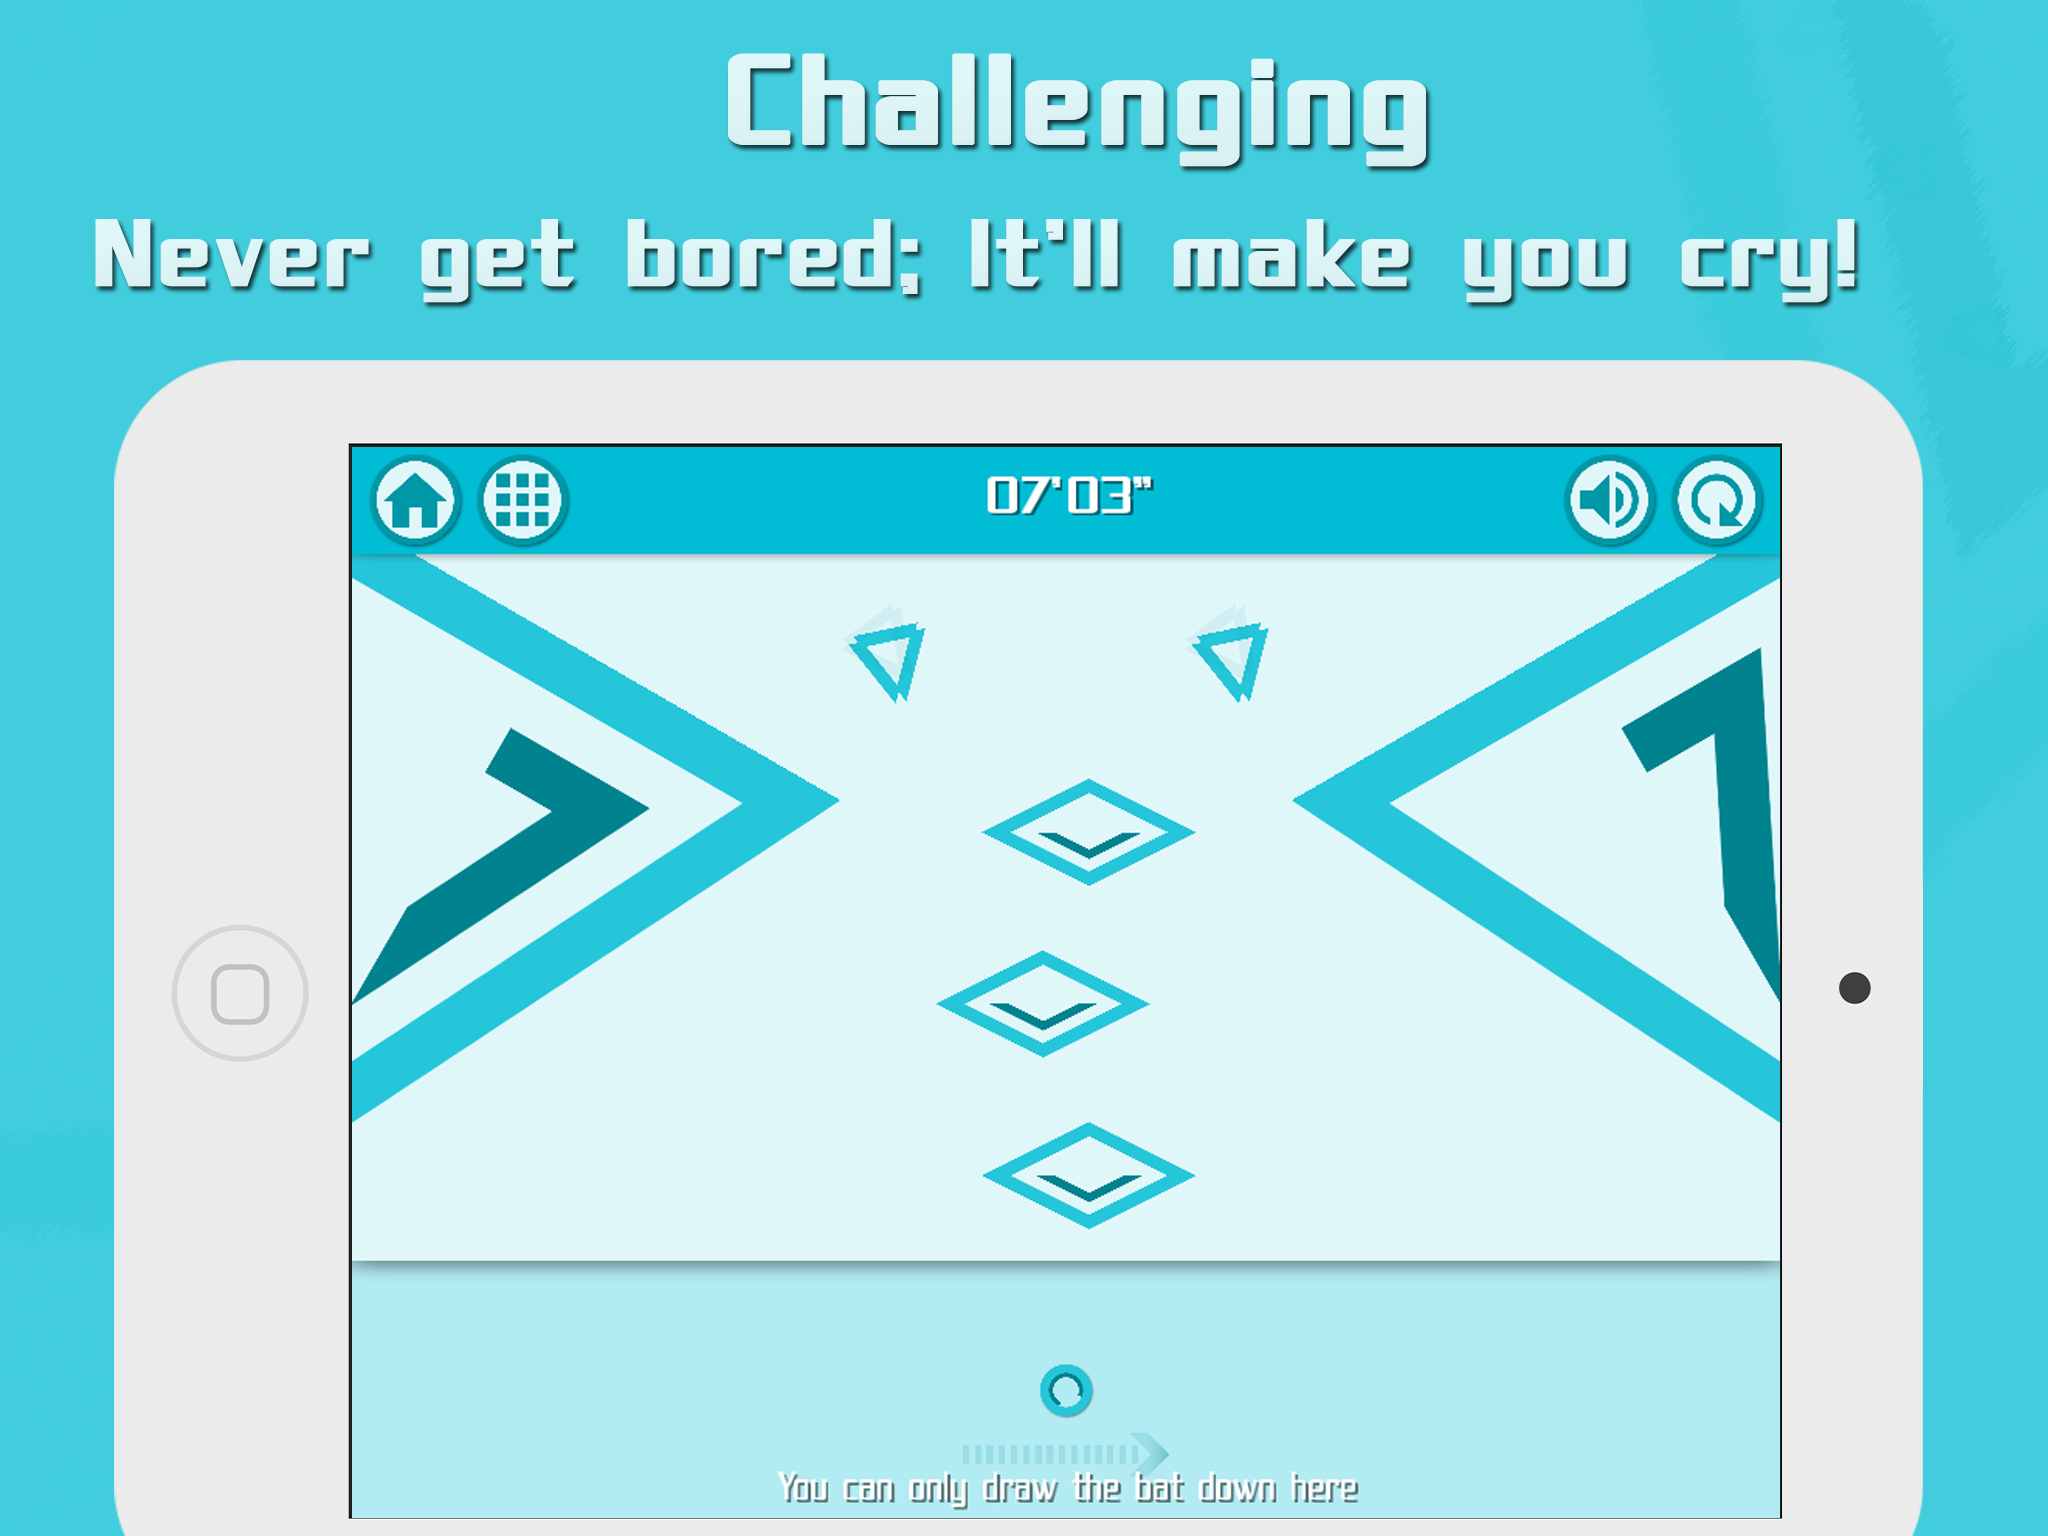 Challenging
Never get bored; It'll make you cry!
07'03"
You can only draw the bat down here